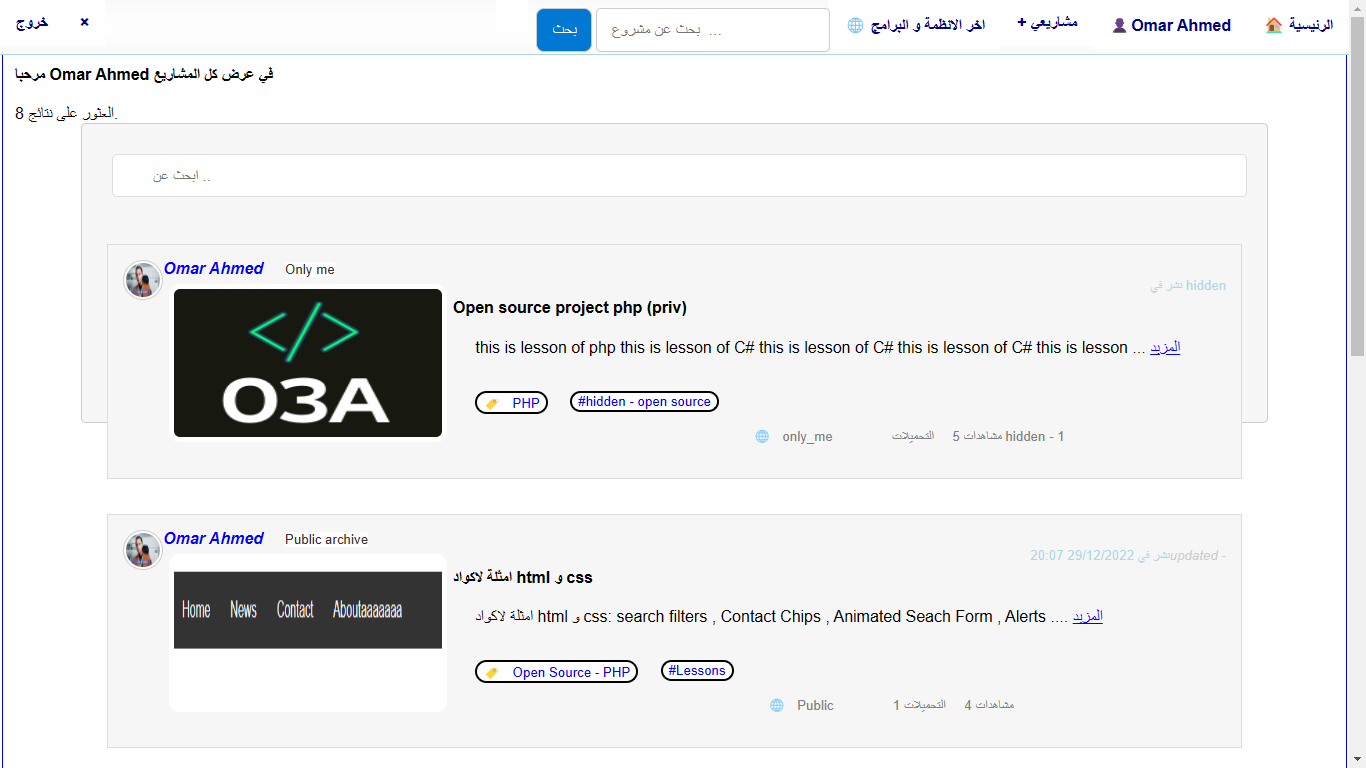 الرئيسية
Omar Ahmed
مشاريعي +
اخر الانظمة و البرامج
بحث عن مشروع ...
بحث
×
خروج
مرحبا Omar Ahmed في عرض كل المشاريع
8 العثور على نتائج.
ابحث عن ..
Omar Ahmed Only me
نشر في hidden
Open source project php (priv)
this is lesson of php this is lesson of C# this is lesson of C# this is lesson of C# this is lesson ... المزيد
</>
O3A
PHP
#hidden - open source
only_me التحميلات 5 مشاهدات hidden - 1
Omar Ahmed Public archive
نشر في 29/12/2022 20:07 updated -
امثلة لاكواد html و css
امثلة لاكواد html و css: search filters , Contact Chips , Animated Seach Form , Alerts .... المزيد
Home News Contact Aboutaaaaaaa
Open Source - PHP
#Lessons
Public 1 التحميلات 4 مشاهدات